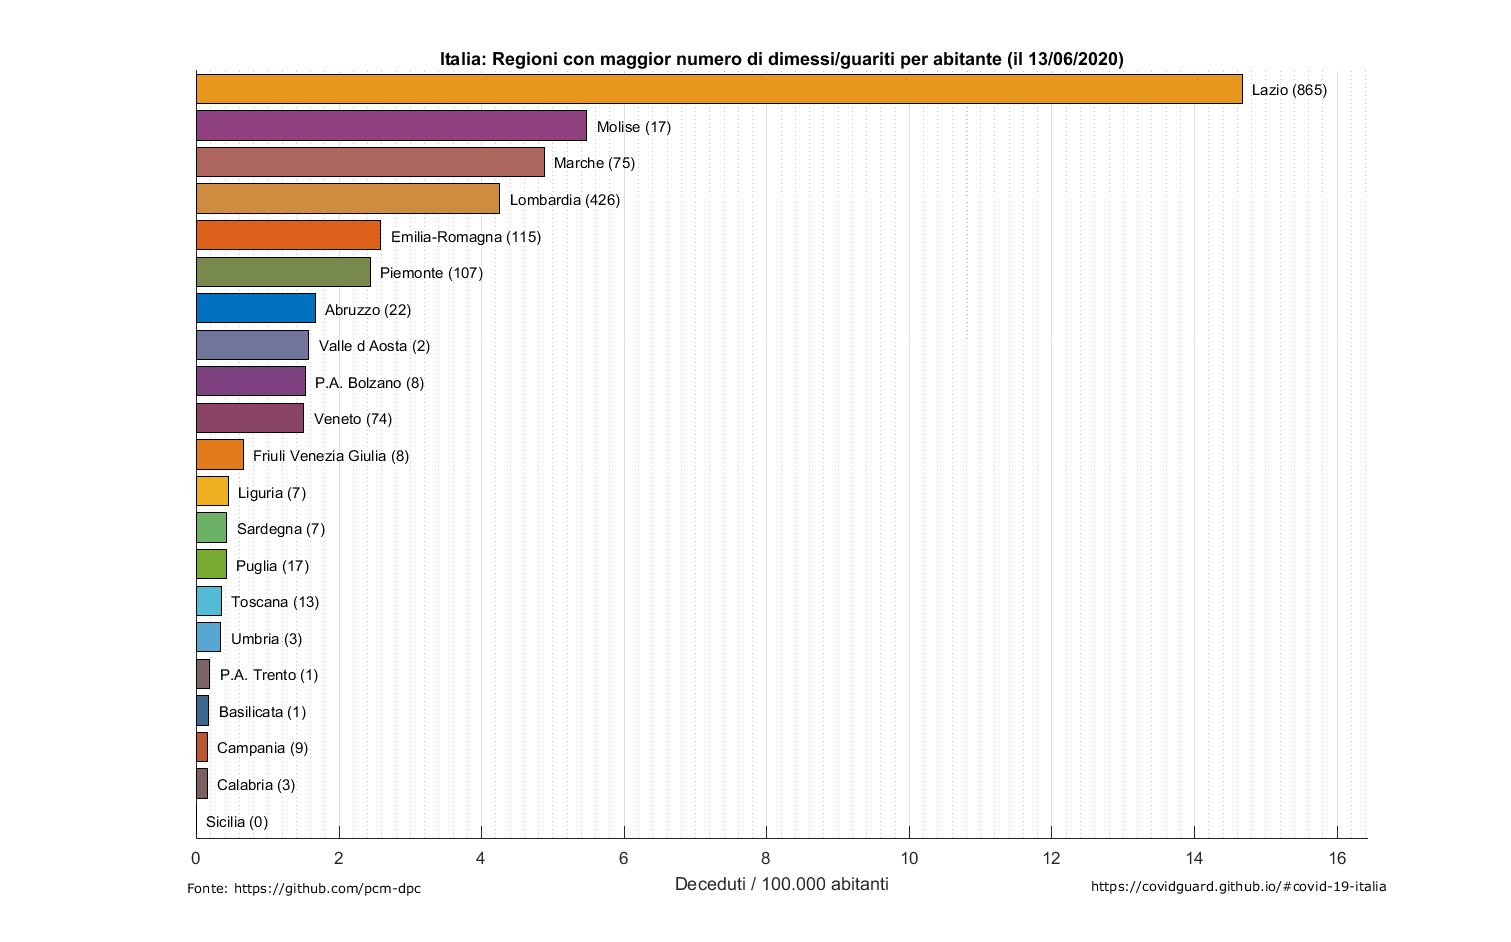 Italia: Regioni con maggior numero di dimessi/guariti per abitante (il 13/06/2020)
Lazio (865)
Molise (17)
Marche (75)
Lombardia (426)
Emilia-Romagna (115)
Piemonte (107)
Abruzzo (22)
Valle d Aosta (2)
P.A. Bolzano (8)
Veneto (74)
Friuli Venezia Giulia (8)
Liguria (7)
Sardegna (7)
Puglia (17)
Toscana (13)
Umbria (3)
P.A. Trento (1)
Basilicata (1)
Campania (9)
Calabria (3)
Sicilia (0)
0 2 4 6 8 10 12 14 16
Deceduti / 100.000 abitanti
Fonte: https://github.com/pcm-dpc
https://covidguard.github.io/#covid-19-italia